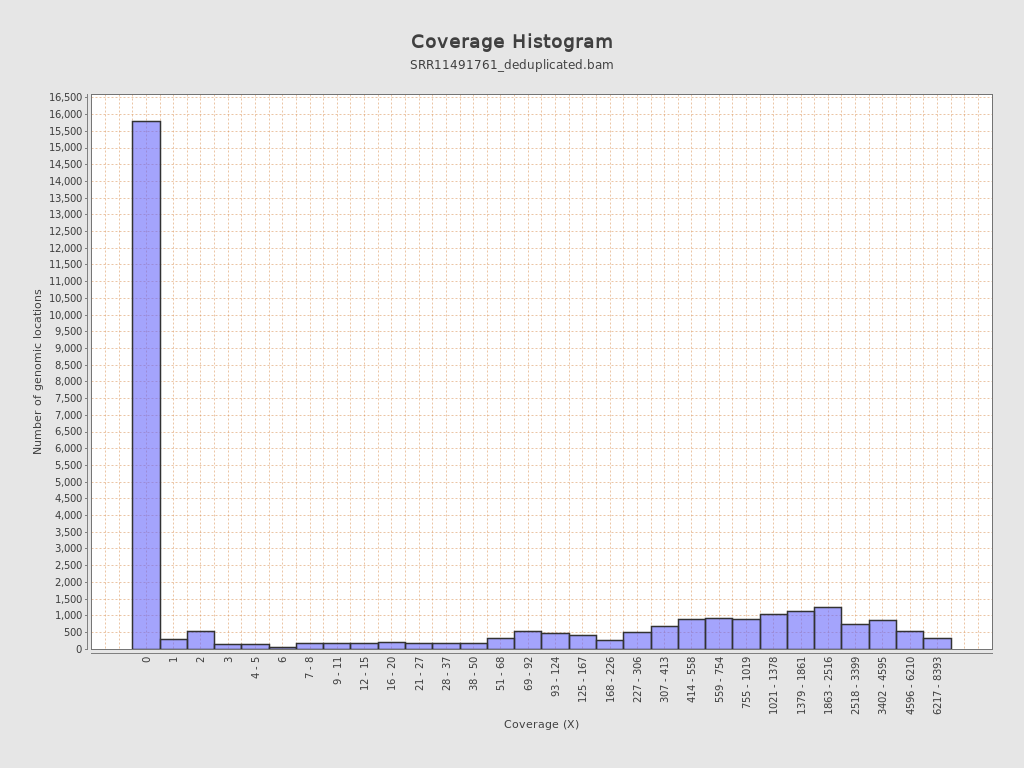 Coverage Histogram
SRR11491761_deduplicated.bam
16,500
16,000
15,500
15,000
14,500
14,000
13,500
13,000
12,500
12,000
11,500
11,000
10,500
10,000
9,500
9,000
8,500
8,000
7,500
7,000
6,500
6,000
5,500
5,000
4,500
4,000
3,500
3,000
2,500
2,000
1,500
1,000
500
0
Number of genomic locations
0
1
2
3
4 - 5
6
7 - 8
9 - 11
12 - 15
16 - 20
21 - 27
28 - 37
38 - 50
51 - 68
69 - 92
93 - 124
125 - 167
168 - 226
227 - 306
307 - 413
414 - 558
559 - 754
755 - 1019
1021 - 1378
1379 - 1861
1863 - 2516
2518 - 3399
3402 - 4595
4596 - 6210
6217 - 8393
Coverage (X)